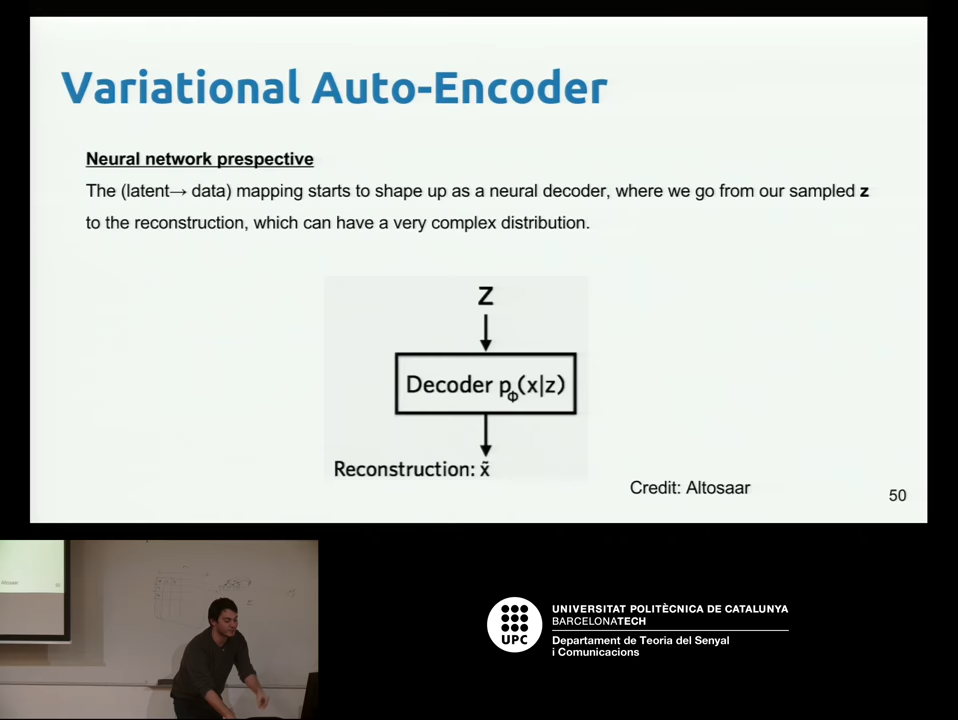 Variational Auto-Encoder
Neural network prespective
The (latent→ data) mapping starts to shape up as a neural decoder, where we go from our sampled z
to the reconstruction, which can have a very complex distribution.
Z
Decoder pΦ(x|z)
Reconstruction: x̃
Credit: Altosaar
50
UPC
UNIVERSITAT POLITÈCNICA DE CATALUNYA
BARCELONATECH
Departament de Teoria del Senyal
i Comunicacions